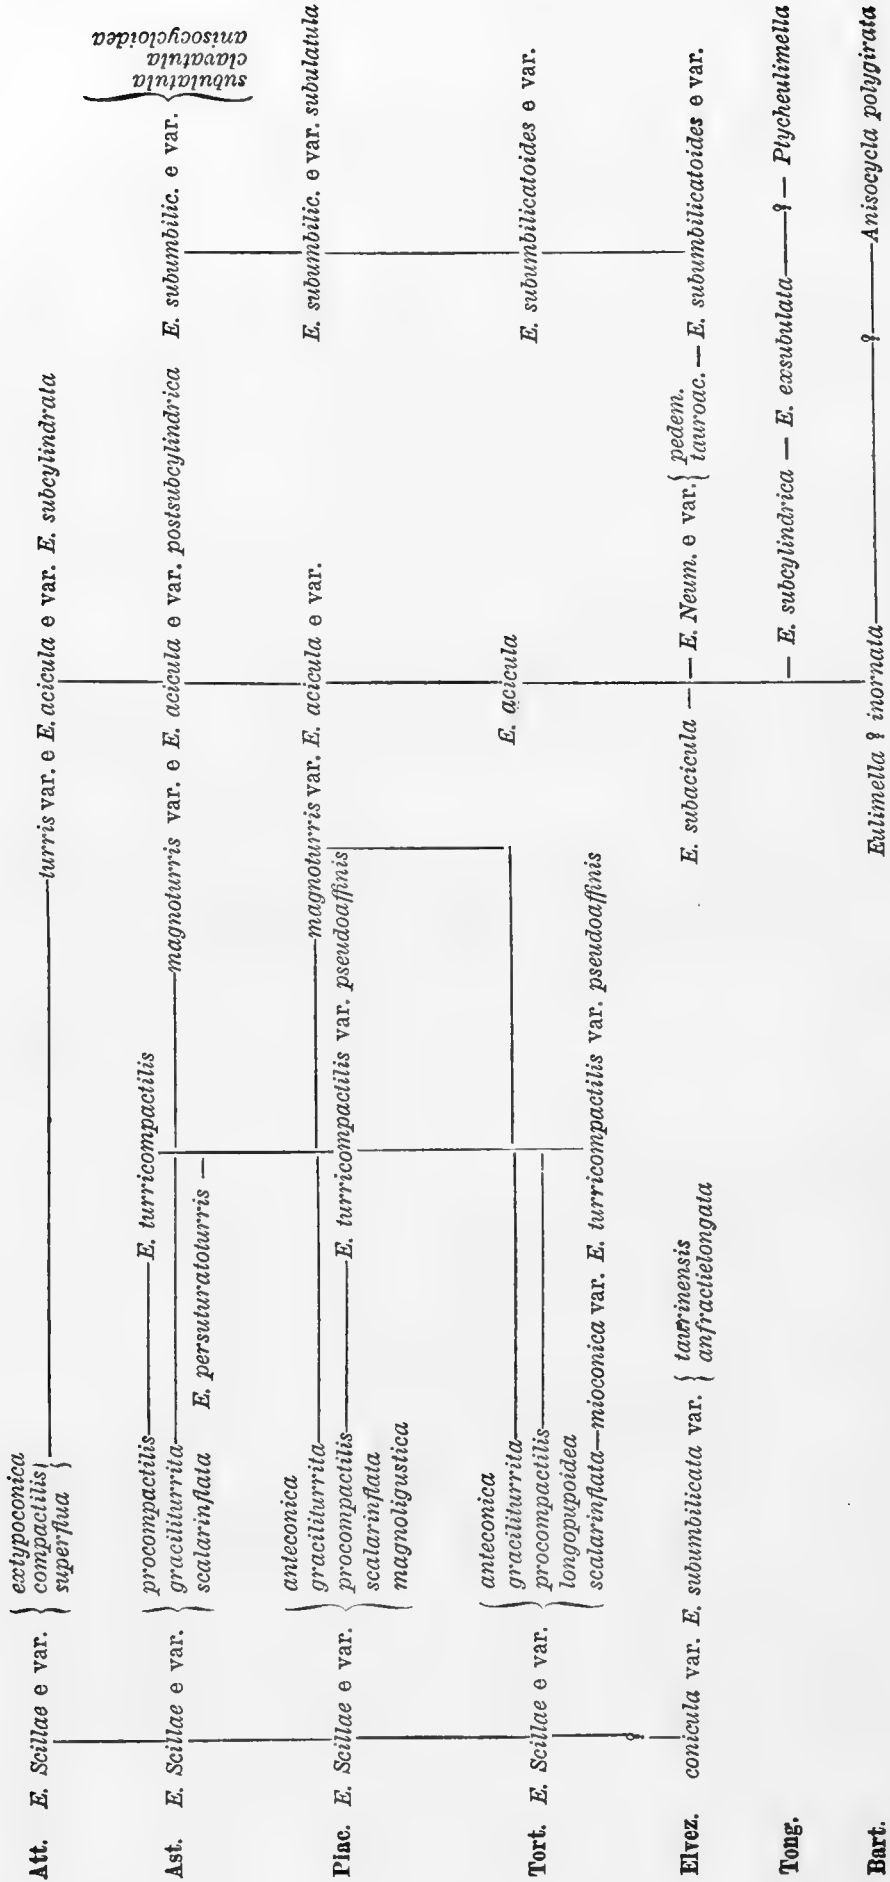 Att. E. Scillae e var. { extypoconica
compactilis
superflua } — turris var. e E. acicula e var. E. subcylindrata
Ast. E. Scillae e var. { procompactilis — E. turricompactilis
graciliturrita — magnoturris var. e E. acicula e var. postsubcylindrica E. subumbilic. e var. { subulatula
clavatula
anisocycloidea
scalarinflata E. persuturatoturris —
Piac. E. Scillae e var. { anteconica
graciliturrita — magnoturris var. E. acicula e var. E. subumbilic. e var. subulatula
procompactilis — E. turricompactilis var. pseudoaffinis
scalarinflata
magnoligustica
Tort. E. Scillae e var. { anteconica
graciliturrita
procompactilis
longopupoidea
scalarinflata — mioconica var. E. turricompactilis var. pseudoaffinis
E. acicula E. subumbilicatoides e var.
Elvez. conicula var. E. subumbilicata var. { taurinensis
anfractielongata
E. subacicula — E. Neum. e var. { pedem.
tauroac. — E. subumbilicatoides e var.
Tong. — E. subcylindrica — E. exsubulata — ? — Ptycheulimella
Bart. Eulimella ? inornata — ? — Anisocycla polygirata